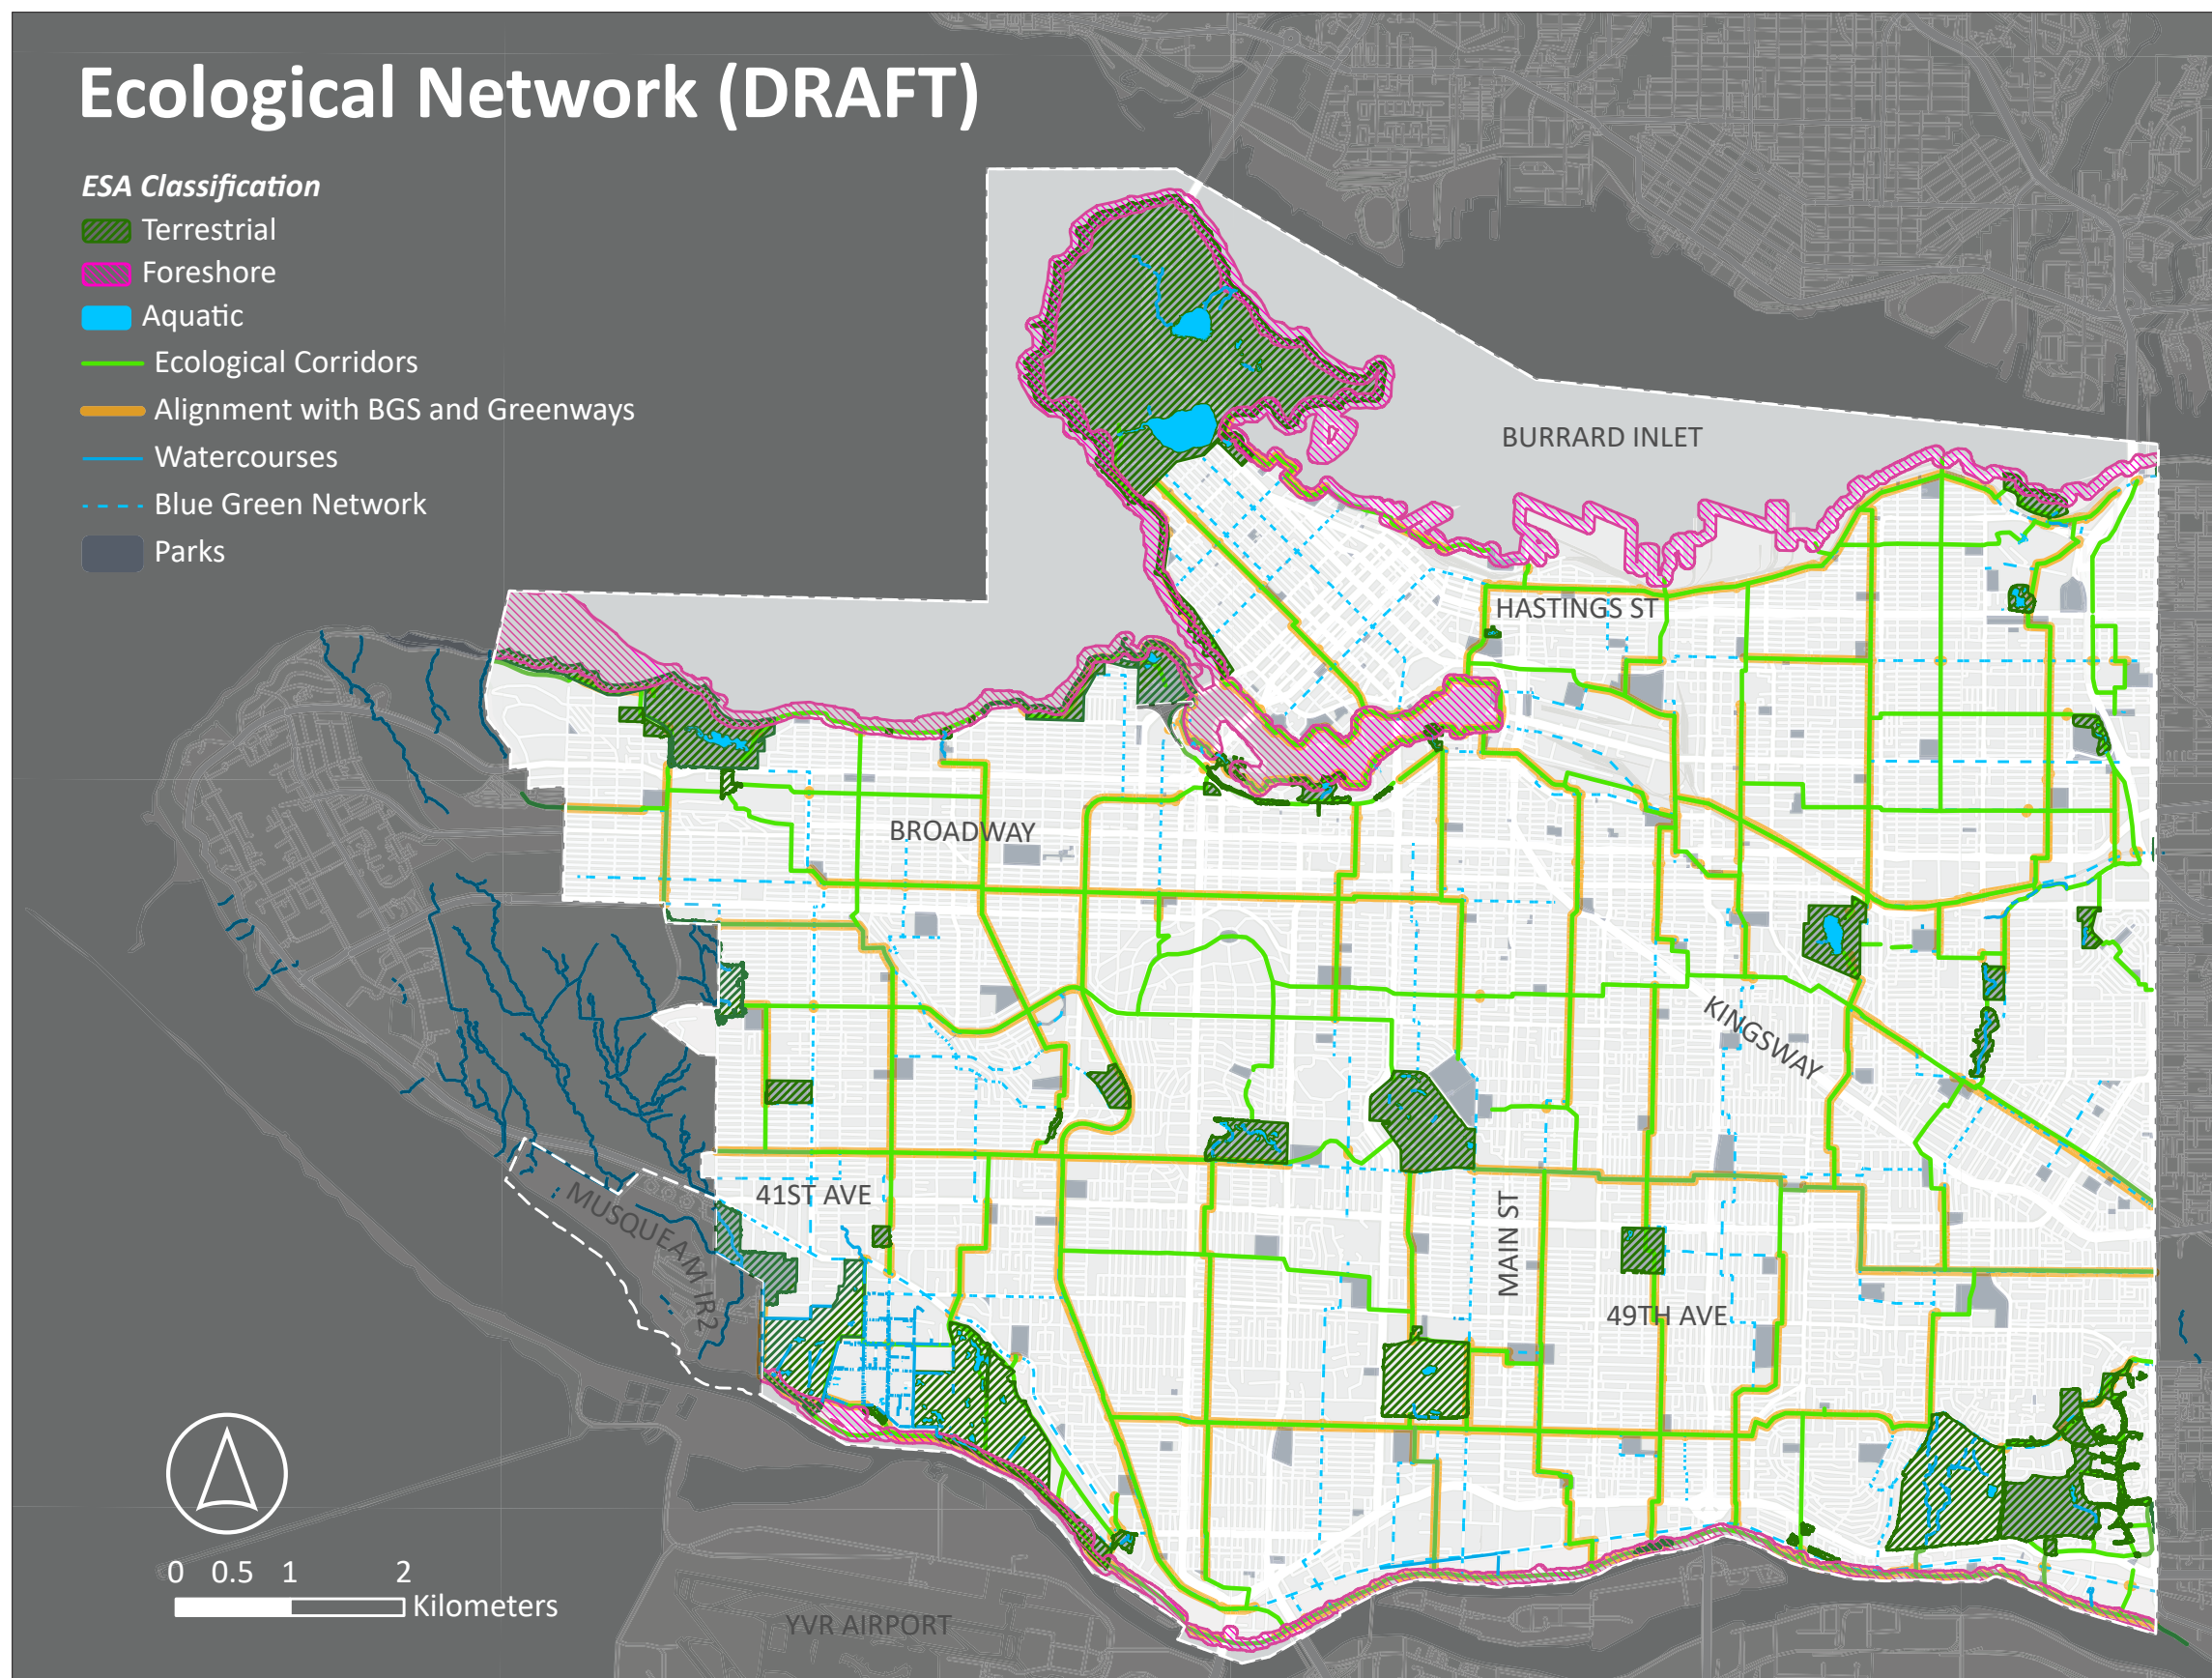 Ecological Network (DRAFT)
ESA Classification
Terrestrial
Foreshore
Aquatic
Ecological Corridors
Alignment with BGS and Greenways
Watercourses
Blue Green Network
Parks
BURRARD INLET
HASTINGS ST
BROADWAY
KINGSWAY
41ST AVE
MUSQUEAM IR2
MAIN ST
49TH AVE
0 0.5 1 2
Kilometers
YVR AIRPORT